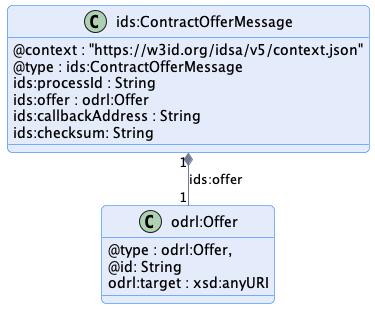 C ids:ContractOfferMessage
@context : "https://w3id.org/idsa/v5/context.json"
@type : ids:ContractOfferMessage
ids:processId : String
ids:offer : odrl:Offer
ids:callbackAddress : String
ids:checksum: String
1
ids:offer
1
C odrl:Offer
@type : odrl:Offer,
@id: String
odrl:target : xsd:anyURI